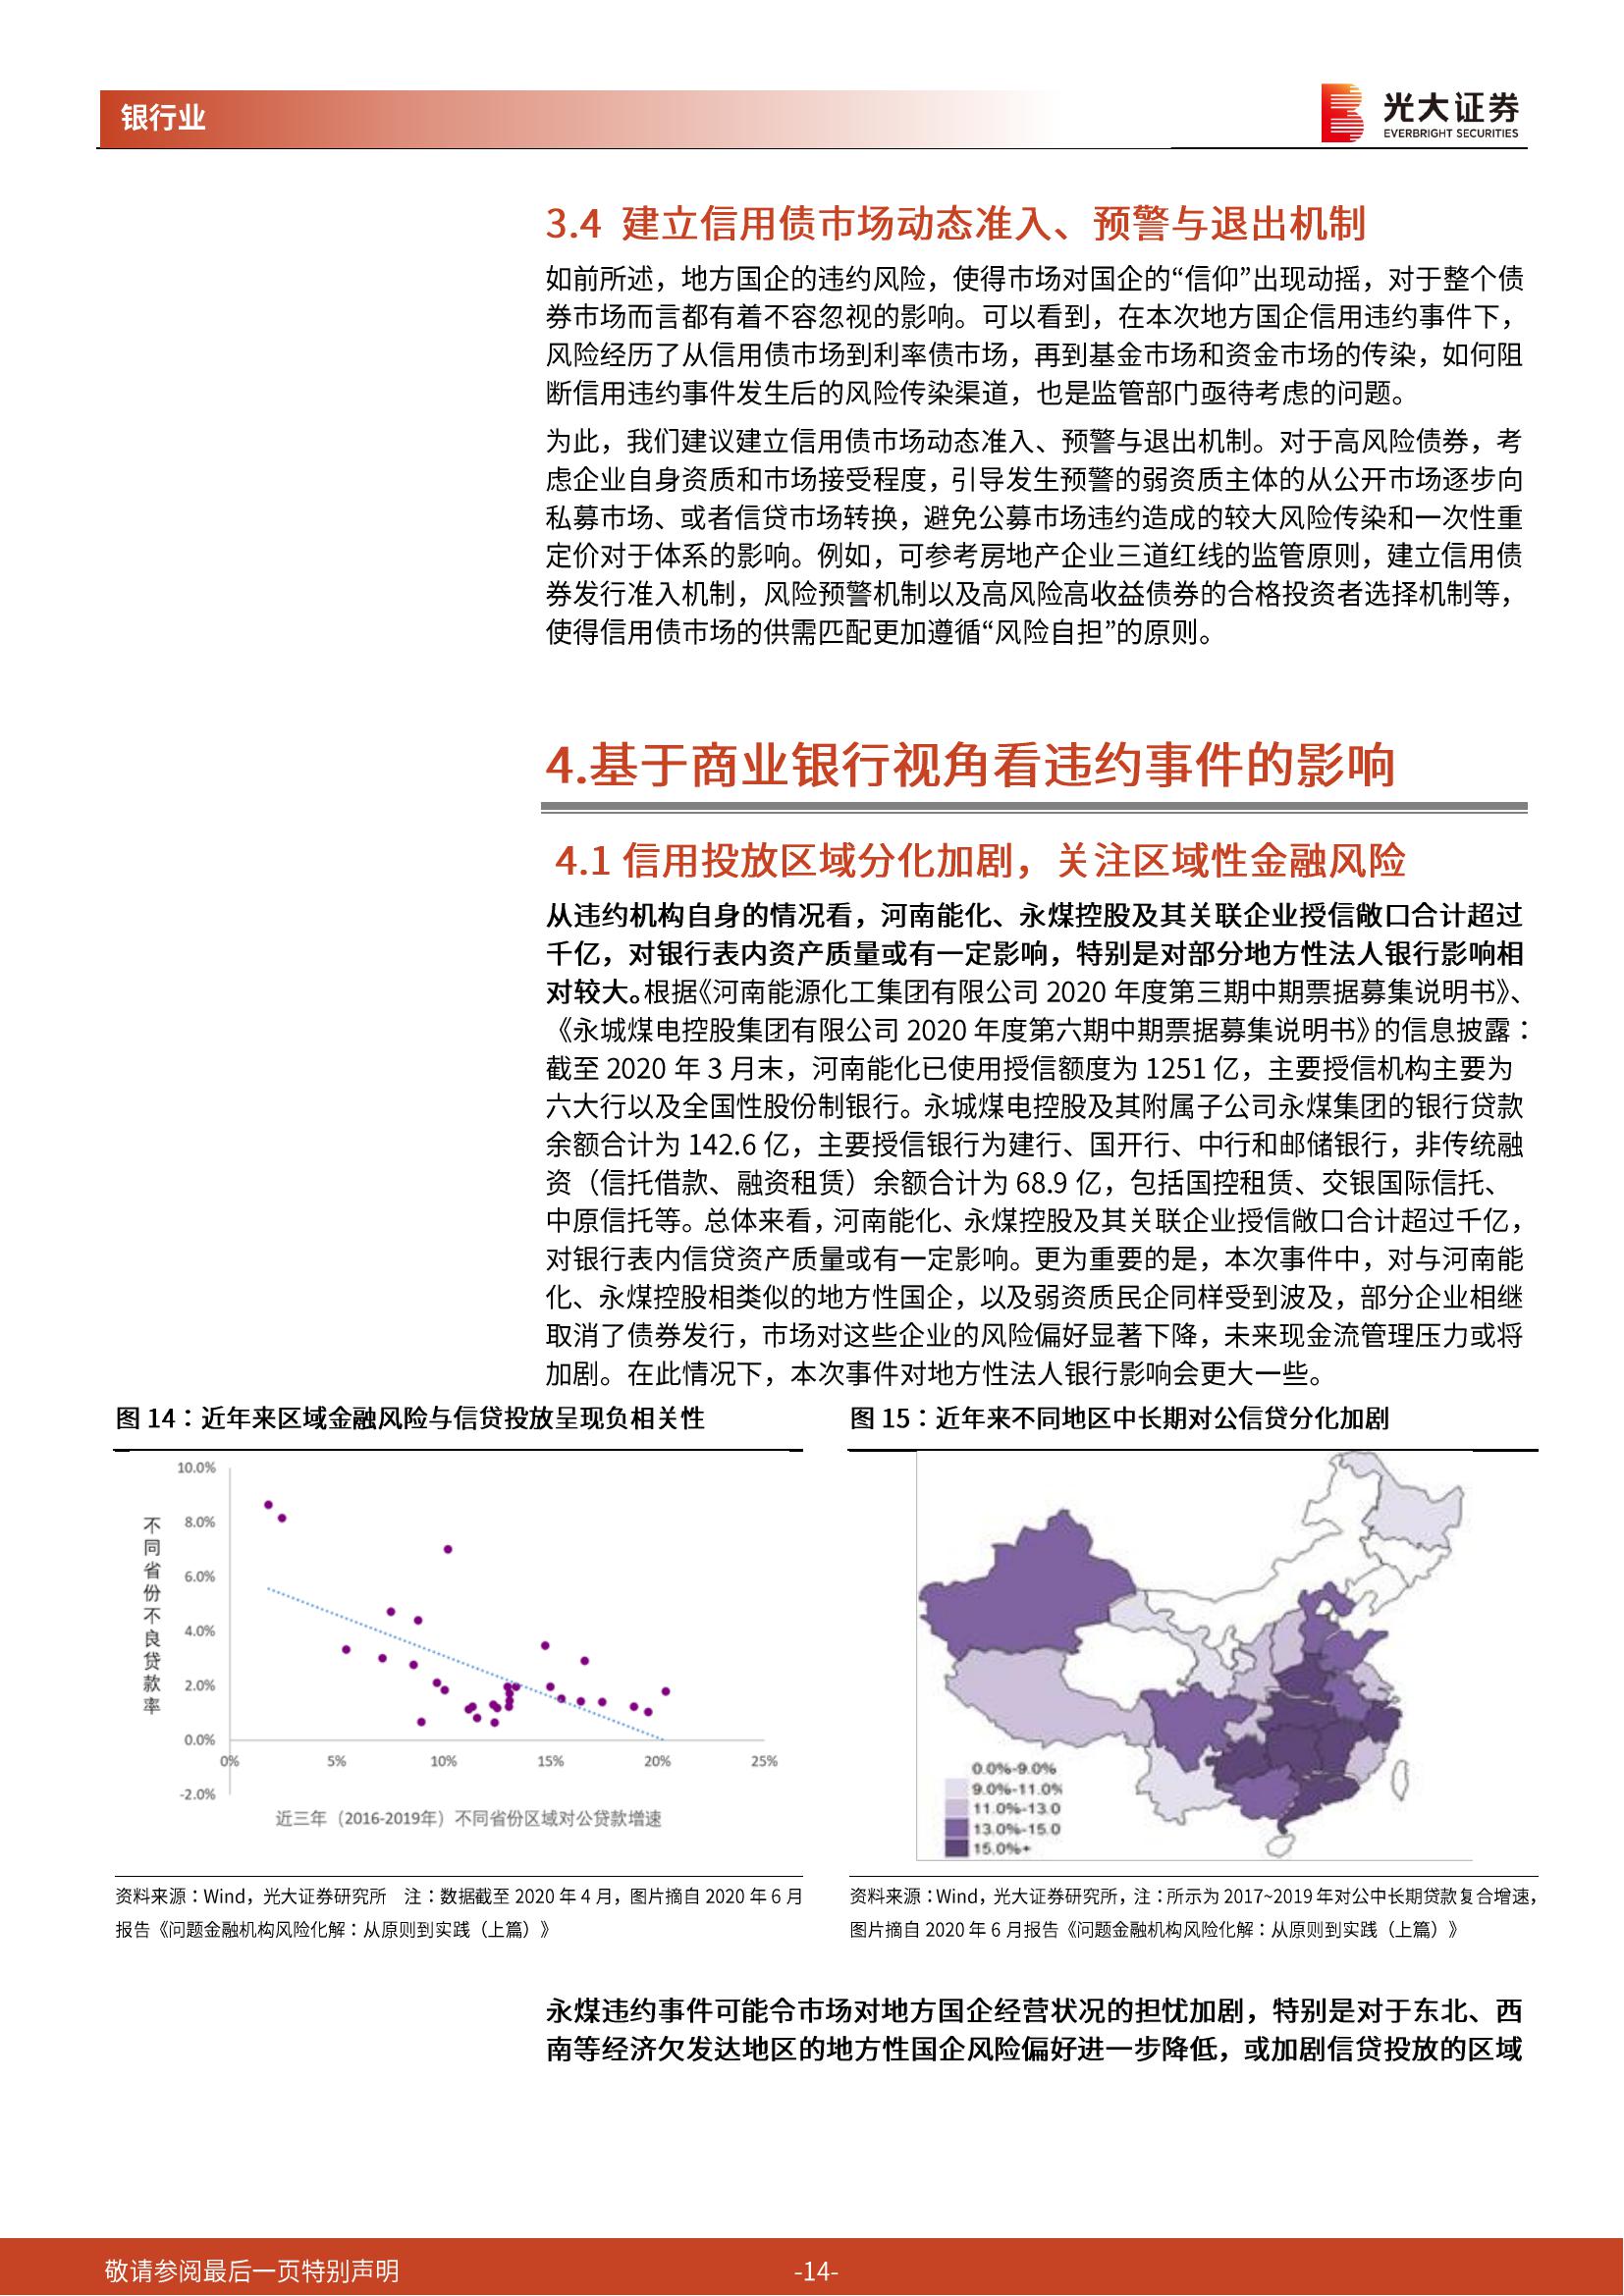 银行业
光大证券
EVERBRIGHT SECURITIES
3.4 建立信用债市场动态准入、预警与退出机制
如前所述，地方国企的违约风险，使得市场对国企的“信仰”出现动摇，对于整个债
券市场而言都有着不容忽视的影响。可以看到，在本次地方国企信用违约事件下，
风险经历了从信用债市场到利率债市场，再到基金市场和资金市场的传染，如何阻
断信用违约事件发生后的风险传染渠道，也是监管部门亟待考虑的问题。
为此，我们建议建立信用债市场动态准入、预警与退出机制。对于高风险债券，考
虑企业自身资质和市场接受程度，引导发生预警的弱资质主体的从公开市场逐步向
私募市场、或者信贷市场转换，避免公募市场违约造成的较大风险传染和一次性重
定价对于体系的影响。例如，可参考房地产企业三道红线的监管原则，建立信用债
券发行准入机制，风险预警机制以及高风险高收益债券的合格投资者选择机制等，
使得信用债市场的供需匹配更加遵循“风险自担”的原则。
4.基于商业银行视角看违约事件的影响
4.1 信用投放区域分化加剧，关注区域性金融风险
从违约机构自身的情况看，河南能化、永煤控股及其关联企业授信敞口合计超过
千亿，对银行表内资产质量或有一定影响，特别是对部分地方性法人银行影响相
对较大。根据《河南能源化工集团有限公司 2020 年度第三期中期票据募集说明书》、
《永城煤电控股集团有限公司 2020 年度第六期中期票据募集说明书》的信息披露：
截至 2020 年 3 月末，河南能化已使用授信额度为 1251 亿，主要授信机构主要为
六大行以及全国性股份制银行。永城煤电控股及其附属子公司永煤集团的银行贷款
余额合计为 142.6 亿，主要授信银行为建行、国开行、中行和邮储银行，非传统融
资（信托借款、融资租赁）余额合计为 68.9 亿，包括国控租赁、交银国际信托、
中原信托等。总体来看，河南能化、永煤控股及其关联企业授信敞口合计超过千亿，
对银行表内信贷资产质量或有一定影响。更为重要的是，本次事件中，对与河南能
化、永煤控股相类似的地方性国企，以及弱资质民企同样受到波及，部分企业相继
取消了债券发行，市场对这些企业的风险偏好显著下降，未来现金流管理压力或将
加剧。在此情况下，本次事件对地方性法人银行影响会更大一些。
图 14：近年来区域金融风险与信贷投放呈现负相关性
10.0%
8.0%
6.0%
4.0%
2.0%
0.0%
-2.0%
不同省份不良贷款率
0% 5% 10% 15% 20% 25%
近三年（2016-2019年）不同省份区域对公贷款增速
资料来源：Wind，光大证券研究所 注：数据截至 2020 年 4 月，图片摘自 2020 年 6 月
报告《问题金融机构风险化解：从原则到实践（上篇）》
图 15：近年来不同地区中长期对公信贷分化加剧
0.0%-9.0%
9.0%-11.0%
11.0%-13.0
13.0%-15.0
15.0%+
资料来源：Wind，光大证券研究所，注：所示为 2017~2019 年对公中长期贷款复合增速，
图片摘自 2020 年 6 月报告《问题金融机构风险化解：从原则到实践（上篇）》
永煤违约事件可能令市场对地方国企经营状况的担忧加剧，特别是对于东北、西
南等经济欠发达地区的地方性国企风险偏好进一步降低，或加剧信贷投放的区域
敬请参阅最后一页特别声明
-14-